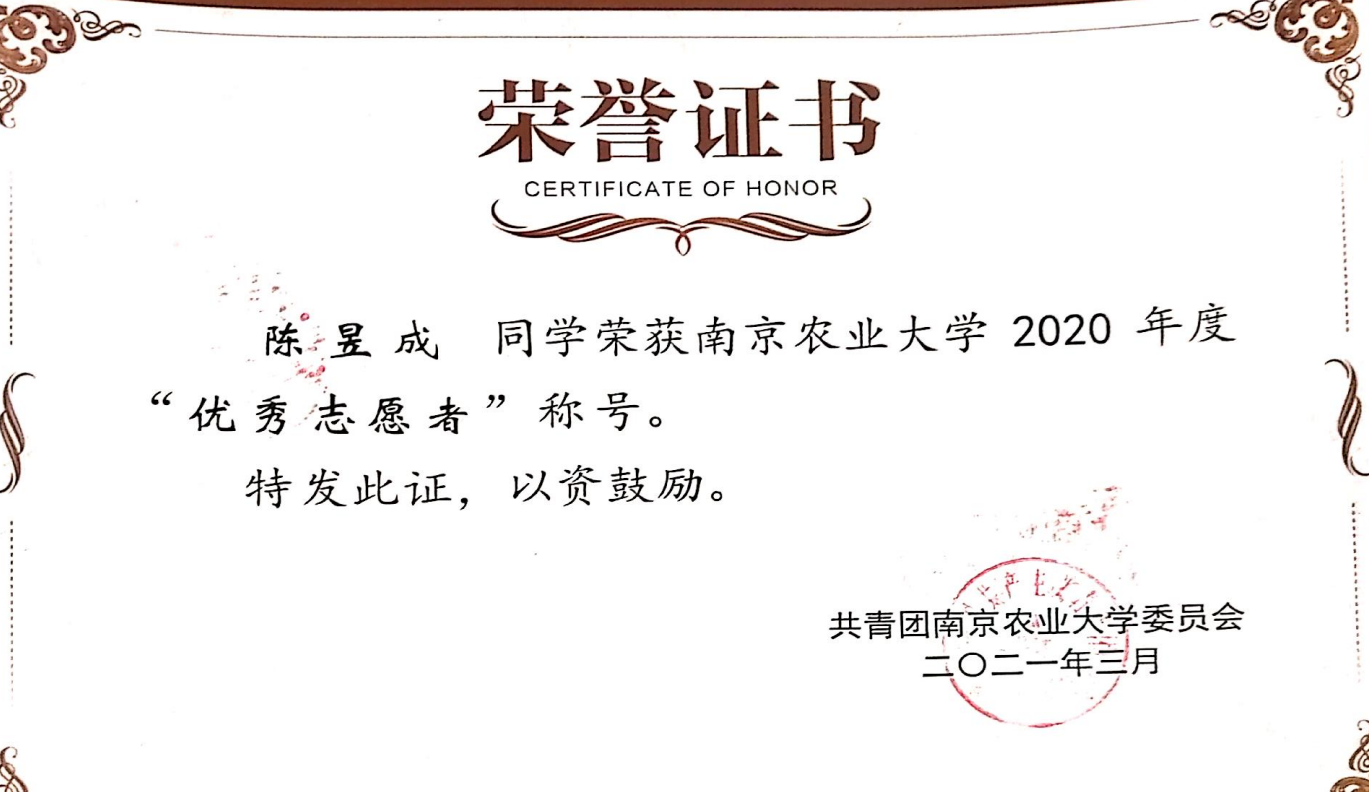 荣誉证书
CERTIFICATE OF HONOR
陈昱成 同学荣获南京农业大学 2020 年度
“优秀志愿者”称号。
特发此证，以资鼓励。
共青团南京农业大学委员会
二〇二一年三月